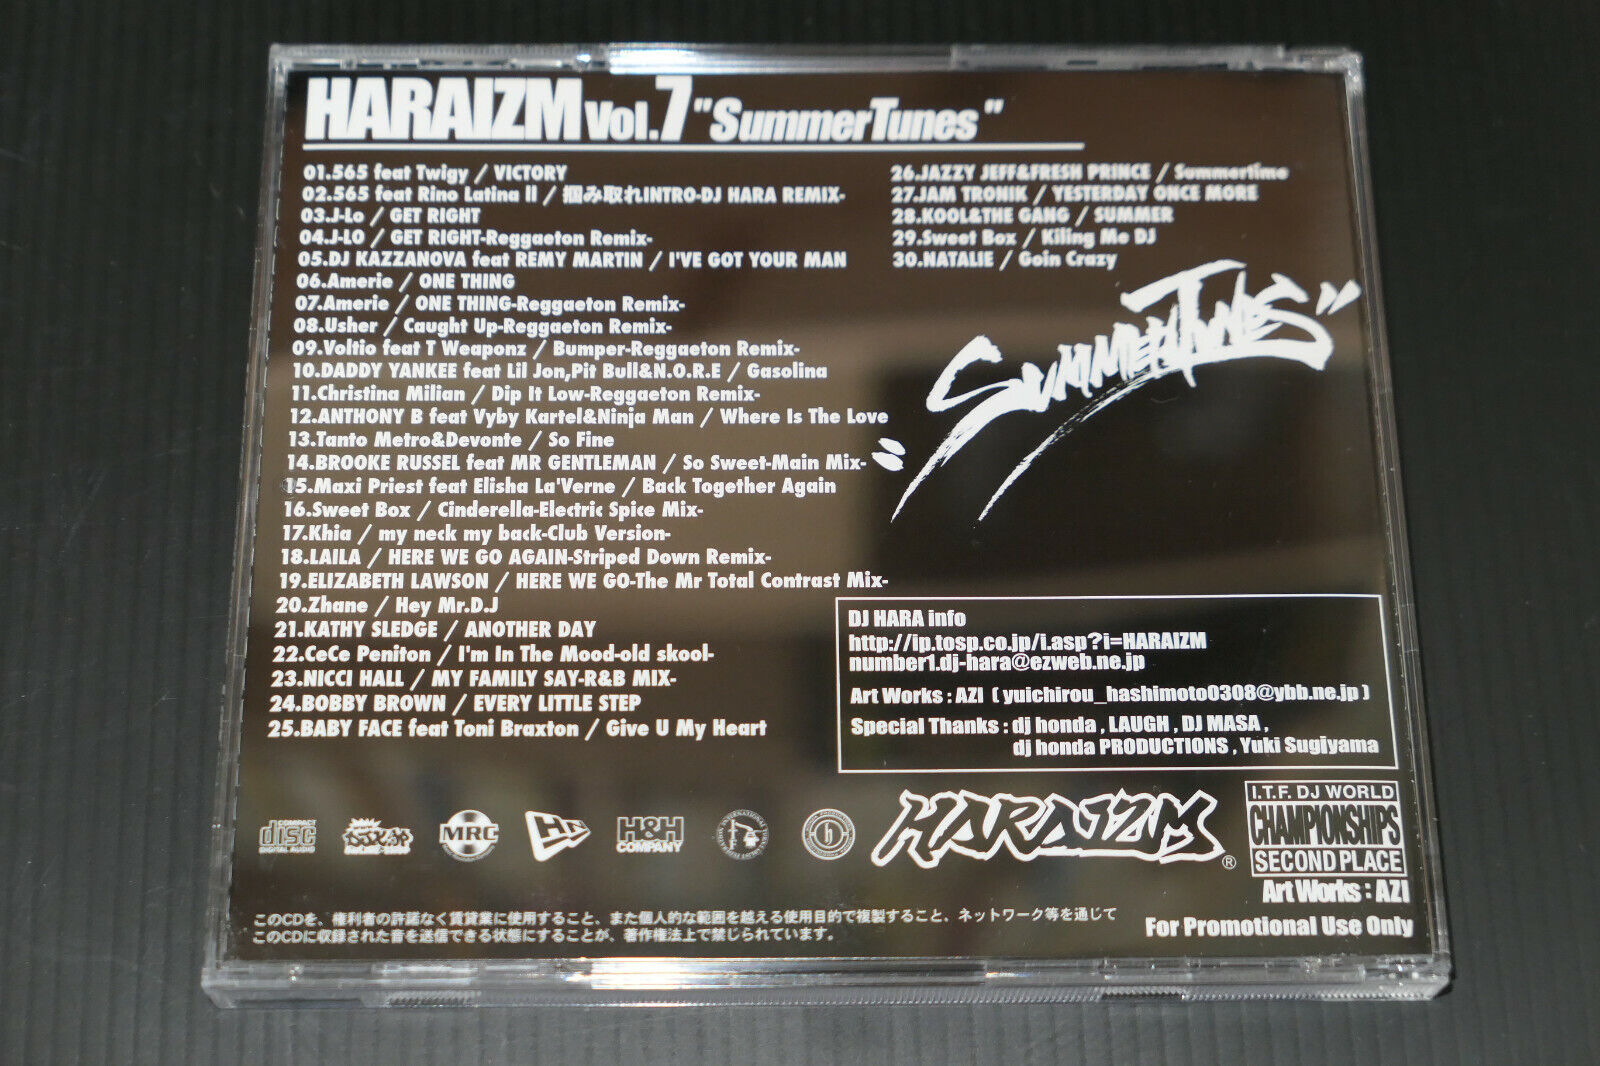 HARAIZM Vol.7 "SummerTunes"
01.565 feat Twigy / VICTORY
02.565 feat Rino Latina II / 掴み取れINTRO-DJ HARA REMIX-
03.J-Lo / GET RIGHT
04.J-LO / GET RIGHT-Reggaeton Remix-
05.DJ KAZZANOVA feat REMY MARTIN / I'VE GOT YOUR MAN
06.Amerie / ONE THING
07.Amerie / ONE THING-Reggaeton Remix-
08.Usher / Caught Up-Reggaeton Remix-
09.Voltio feat T Weaponz / Bumper-Reggaeton Remix-
10.DADDY YANKEE feat Lil Jon,Pit Bull&N.O.R.E / Gasolina
11.Christina Milian / Dip It Low-Reggaeton Remix-
12.ANTHONY B feat Vyby Kartel&Ninja Man / Where Is The Love
13.Tanto Metro&Devonte / So Fine
14.BROOKE RUSSEL feat MR GENTLEMAN / So Sweet-Main Mix-
15.Maxi Priest feat Elisha La'Verne / Back Together Again
16.Sweet Box / Cinderella-Electric Spice Mix-
17.Khia / my neck my back-Club Version-
18.LAILA / HERE WE GO AGAIN-Striped Down Remix-
19.ELIZABETH LAWSON / HERE WE GO-The Mr Total Contrast Mix-
20.Zhane / Hey Mr.D.J
21.KATHY SLEDGE / ANOTHER DAY
22.CeCe Peniton / I'm In The Mood-old skool-
23.NICCI HALL / MY FAMILY SAY-R&B MIX-
24.BOBBY BROWN / EVERY LITTLE STEP
25.BABY FACE feat Toni Braxton / Give U My Heart
26.JAZZY JEFF&FRESH PRINCE / Summertime
27.JAM TRONIK / YESTERDAY ONCE MORE
28.KOOL&THE GANG / SUMMER
29.Sweet Box / Kiling Me DJ
30.NATALIE / Goin Crazy
"SUMMERTUNES"
DJ HARA info
http://ip.tosp.co.jp/i.asp?i=HARAIZM
number1.dj-hara@ezweb.ne.jp
Art Works : AZI ( yuichirou_hashimoto0308@ybb.ne.jp )
Special Thanks : dj honda , LAUGH , DJ MASA ,
dj honda PRODUCTIONS , Yuki Sugiyama
COMPACT
disc
DIGITAL AUDIO
MRC
H&H
COMPANY
HARAIZM ®
I.T.F. DJ WORLD
CHAMPIONSHIPS
SECOND PLACE
Art Works : AZI
このCDを、権利者の許諾なく賃貸業に使用すること、また個人的な範囲を越える使用目的で複製すること、ネットワーク等を通じて
このCDに収録された音を送信できる状態にすることが、著作権法上で禁じられています。
For Promotional Use Only